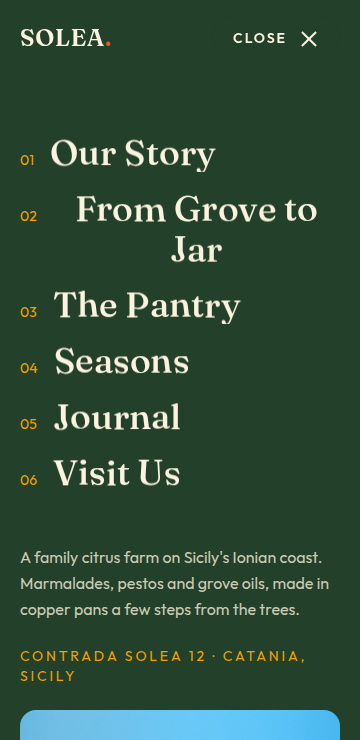 SOLEA.
CLOSE
01 Our Story
02 From Grove to
Jar
03 The Pantry
04 Seasons
05 Journal
06 Visit Us
A family citrus farm on Sicily's Ionian coast.
Marmalades, pestos and grove oils, made in
copper pans a few steps from the trees.
CONTRADA SOLEA 12 · CATANIA,
SICILY